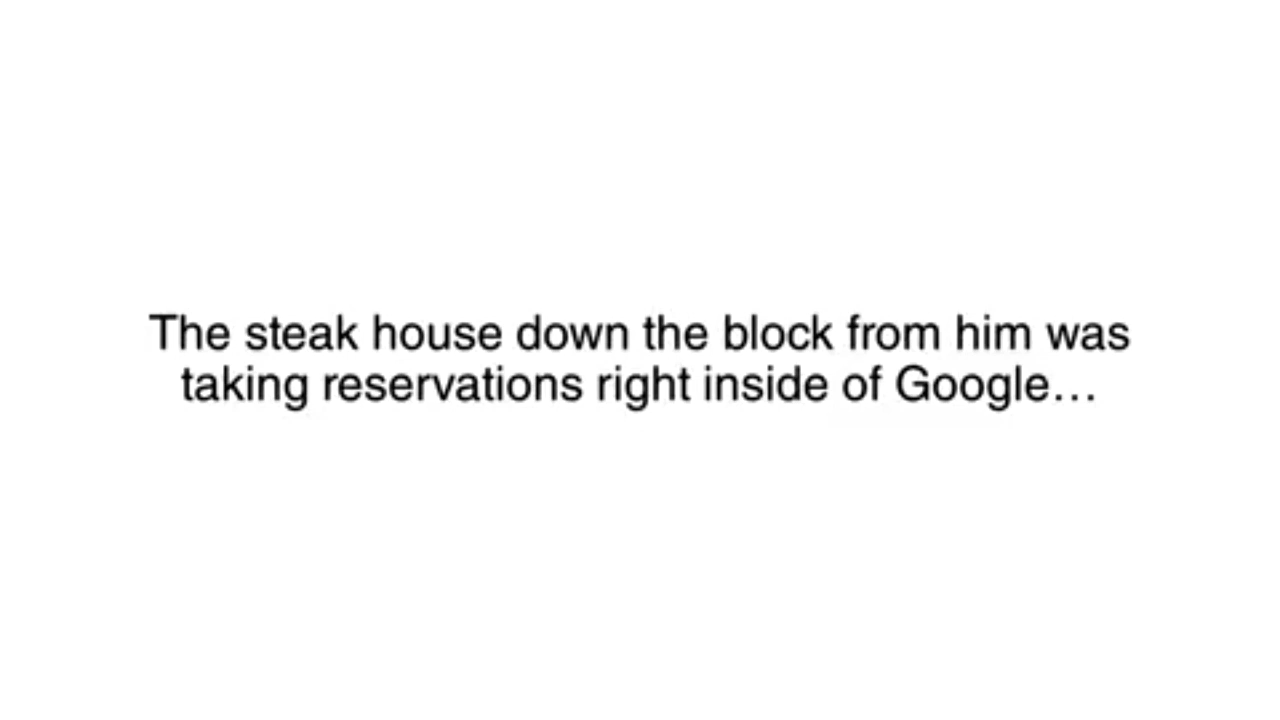 The steak house down the block from him was
taking reservations right inside of Google…